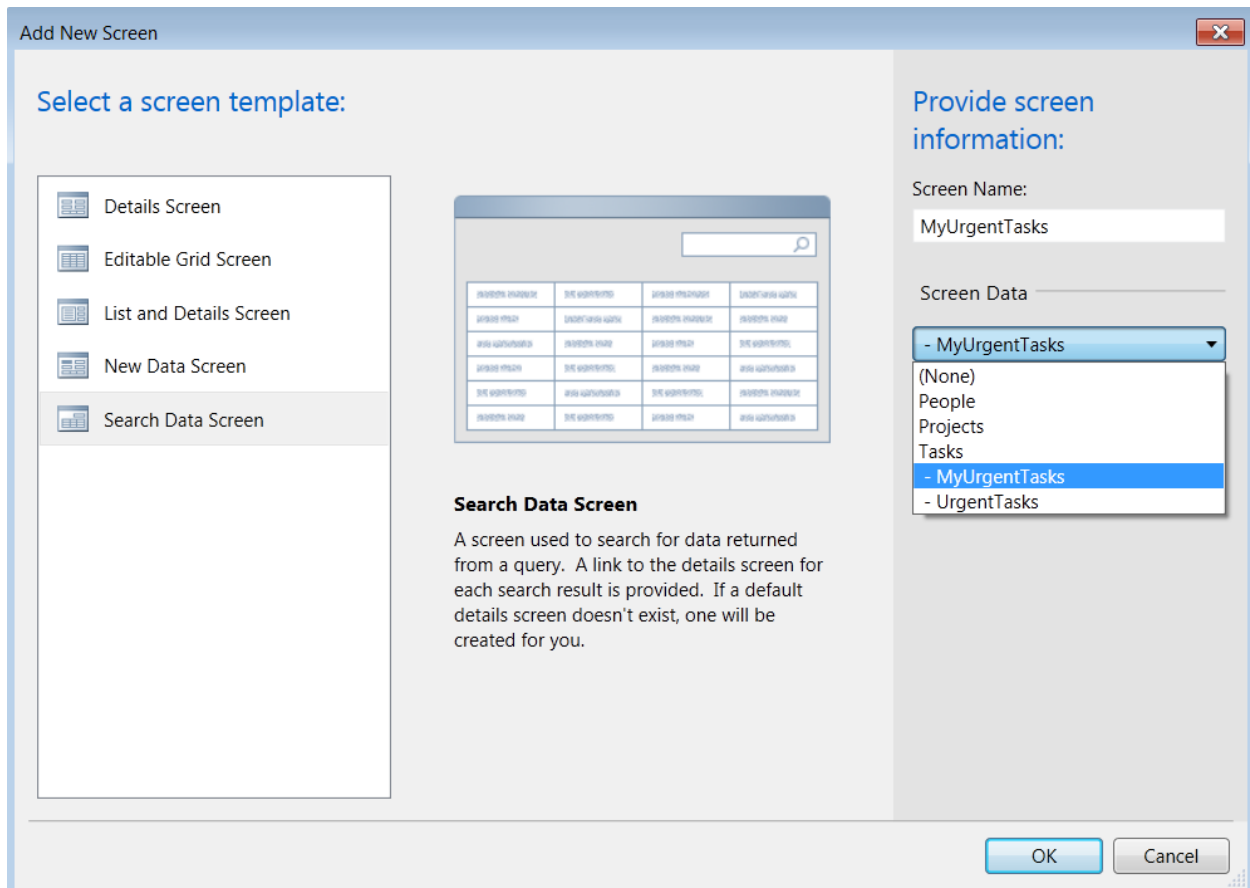 Add New Screen
Select a screen template:
Details Screen
Editable Grid Screen
List and Details Screen
New Data Screen
Search Data Screen
Search Data Screen
A screen used to search for data returned
from a query.  A link to the details screen for
each search result is provided.  If a default
details screen doesn't exist, one will be
created for you.
Provide screen
information:
Screen Name:
MyUrgentTasks
Screen Data
- MyUrgentTasks
(None)
People
Projects
Tasks
- MyUrgentTasks
- UrgentTasks
OK
Cancel